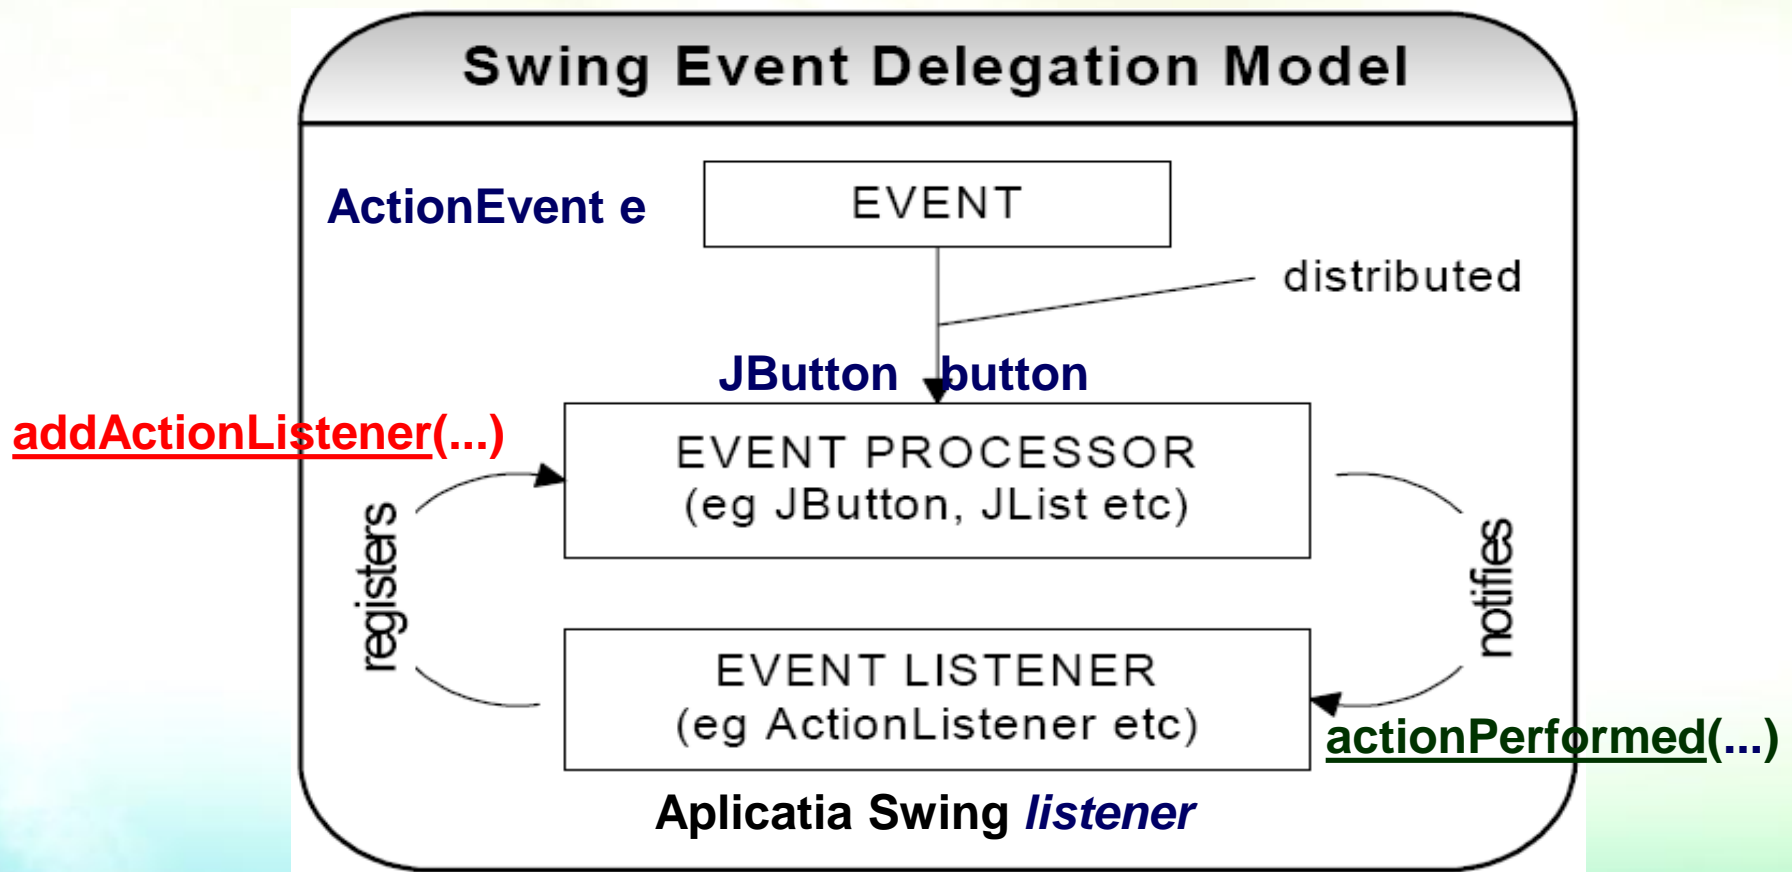 Swing Event Delegation Model
ActionEvent e
EVENT
distributed
JButton button
addActionListener(...)
EVENT PROCESSOR
(eg JButton, JList etc)
registers
notifies
EVENT LISTENER
(eg ActionListener etc)
actionPerformed(...)
Aplicatia Swing listener